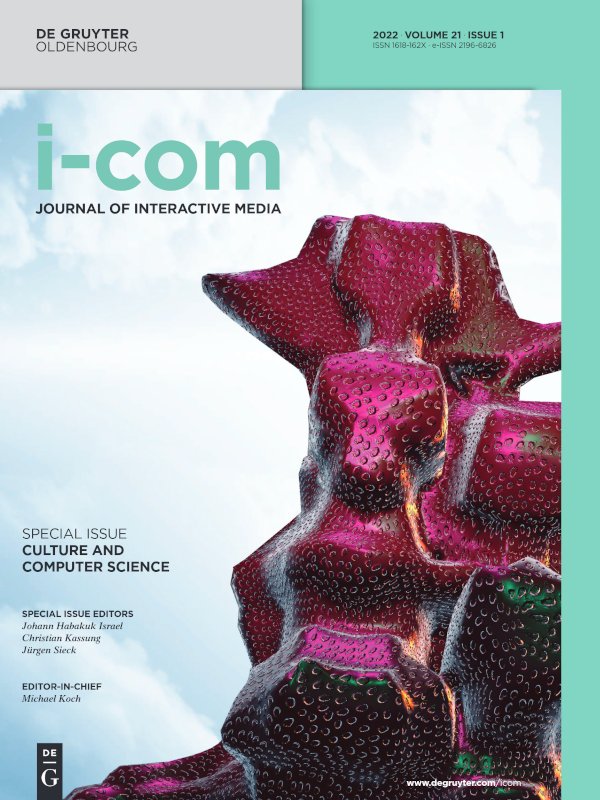 DE GRUYTER
OLDENBOURG
2022 · VOLUME 21 · ISSUE 1
ISSN 1618-162X · e-ISSN 2196-6826
i-com
JOURNAL OF INTERACTIVE MEDIA
SPECIAL ISSUE
CULTURE AND
COMPUTER SCIENCE
SPECIAL ISSUE EDITORS
Johann Habakuk Israel
Christian Kassung
Jürgen Sieck
EDITOR-IN-CHIEF
Michael Koch
DE
G
www.degruyter.com/icom